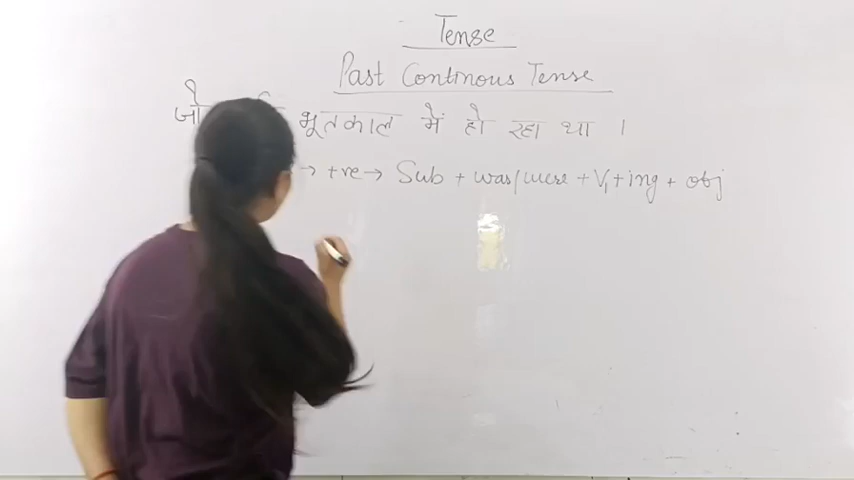 Tense
Past Continous Tense
जो भूतकाल में हो रहा था ।
→ +ve → Sub + was/were + V₁ + ing + obj